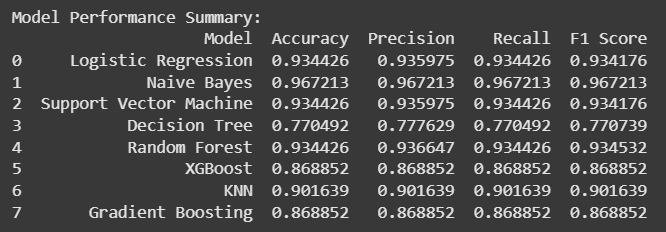 Model Performance Summary:
Model Accuracy Precision Recall F1 Score
0 Logistic Regression 0.934426 0.935975 0.934426 0.934176
1 Naive Bayes 0.967213 0.967213 0.967213 0.967213
2 Support Vector Machine 0.934426 0.935975 0.934426 0.934176
3 Decision Tree 0.770492 0.777629 0.770492 0.770739
4 Random Forest 0.934426 0.936647 0.934426 0.934532
5 XGBoost 0.868852 0.868852 0.868852 0.868852
6 KNN 0.901639 0.901639 0.901639 0.901639
7 Gradient Boosting 0.868852 0.868852 0.868852 0.868852